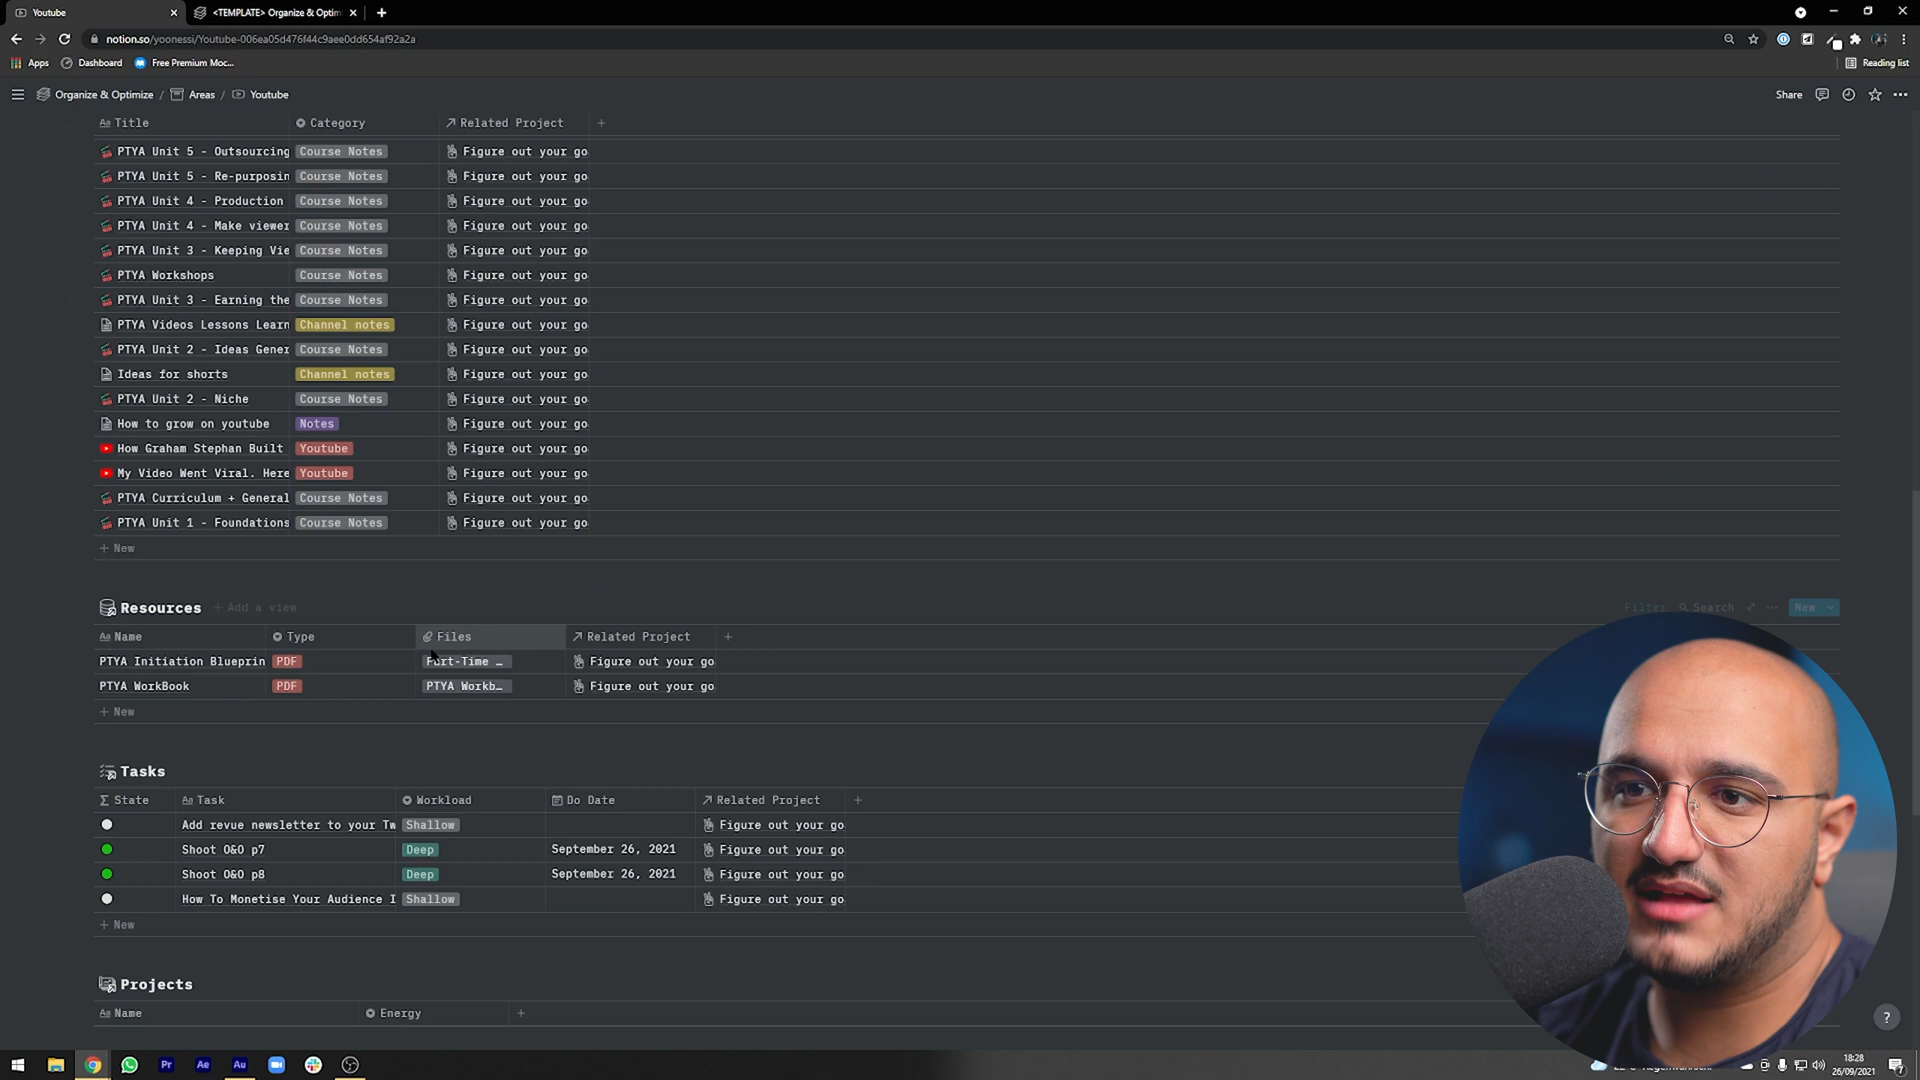 Youtube
<TEMPLATE> Organize & Optim
notion.so/yoonessi/Youtube-006ea05d476f44c9aee0dd654af92a2a
Apps Dashboard Free Premium Moc... Reading list
Organize & Optimize / Areas / Youtube Share
Aa Title Category Related Project +
PTYA Unit 5 - Outsourcing Course Notes Figure out your go
PTYA Unit 5 - Re-purposin Course Notes Figure out your go
PTYA Unit 4 - Production Course Notes Figure out your go
PTYA Unit 4 - Make viewer Course Notes Figure out your go
PTYA Unit 3 - Keeping Vie Course Notes Figure out your go
PTYA Workshops Course Notes Figure out your go
PTYA Unit 3 - Earning the Course Notes Figure out your go
PTYA Videos Lessons Learn Channel notes Figure out your go
PTYA Unit 2 - Ideas Gener Course Notes Figure out your go
Ideas for shorts Channel notes Figure out your go
PTYA Unit 2 - Niche Course Notes Figure out your go
How to grow on youtube Notes Figure out your go
How Graham Stephan Built Youtube Figure out your go
My Video Went Viral. Here Youtube Figure out your go
PTYA Curriculum + General Course Notes Figure out your go
PTYA Unit 1 - Foundations Course Notes Figure out your go
+ New
Resources + Add a view Filter Search ... New
Aa Name Type Files Related Project +
PTYA Initiation Blueprin PDF Part-Time … Figure out your go
PTYA WorkBook PDF PTYA Workb… Figure out your go
+ New
Tasks
Σ State Aa Task Workload Do Date Related Project +
Add revue newsletter to your Tw Shallow Figure out your go
Shoot O&O p7 Deep September 26, 2021 Figure out your go
Shoot O&O p8 Deep September 26, 2021 Figure out your go
How To Monetise Your Audience I Shallow Figure out your go
+ New
Projects
Aa Name Energy +
?
Pr Ae Au
18:28
26/09/2021